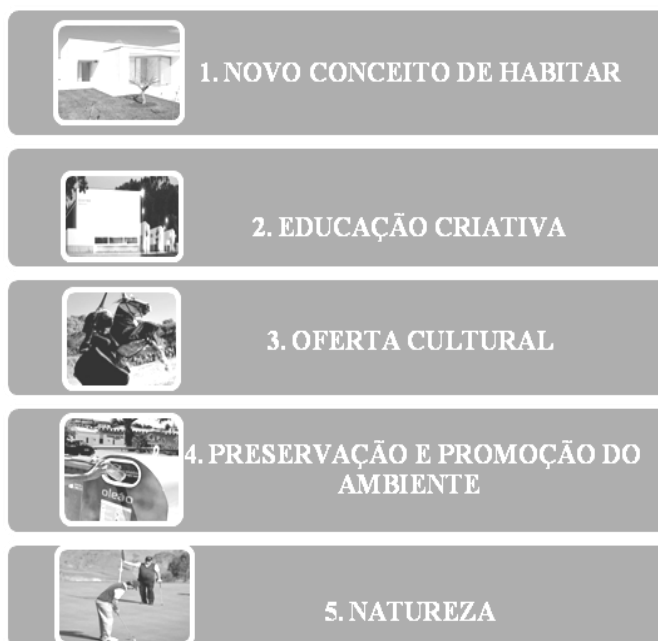 1. NOVO CONCEITO DE HABITAR
2. EDUCAÇÃO CRIATIVA
3. OFERTA CULTURAL
4. PRESERVAÇÃO E PROMOÇÃO DO
AMBIENTE
5. NATUREZA